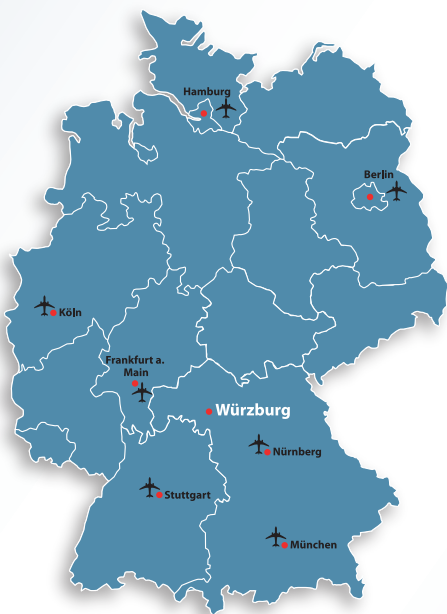 Hamburg
Berlin
Köln
Frankfurt a.
Main
Würzburg
Nürnberg
Stuttgart
München